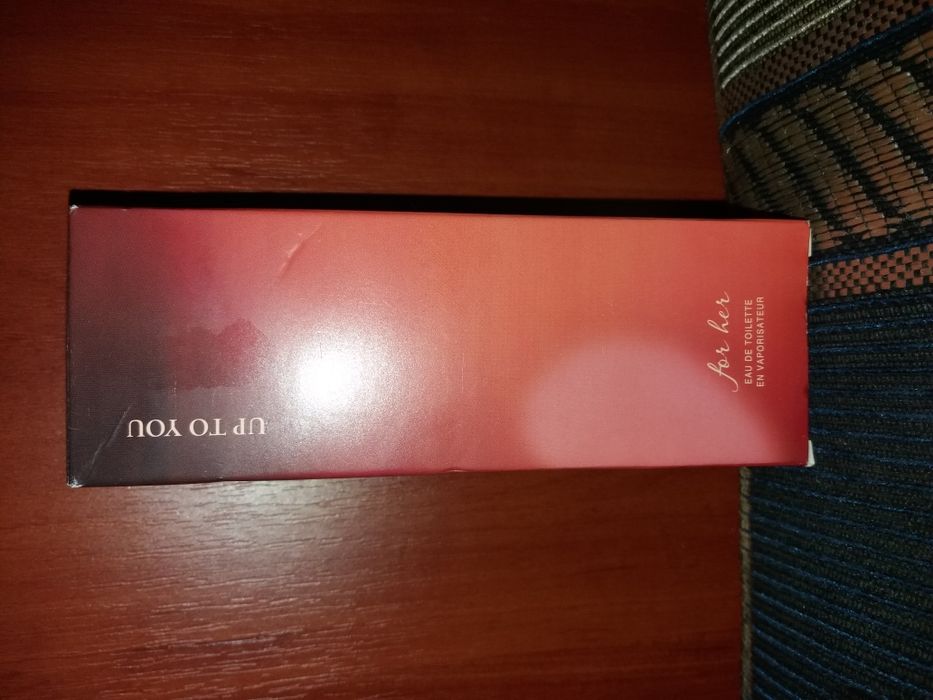 UP TO YOU
for her
EAU DE TOILETTE
EN VAPORISATEUR